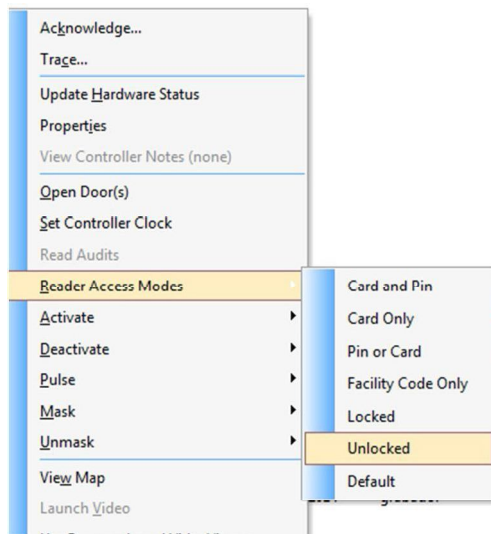 Acknowledge...
Trace...
Update Hardware Status
Properties
View Controller Notes (none)
Open Door(s)
Set Controller Clock
Read Audits
Reader Access Modes
Activate
Deactivate
Pulse
Mask
Unmask
View Map
Launch Video
Card and Pin
Card Only
Pin or Card
Facility Code Only
Locked
Unlocked
Default